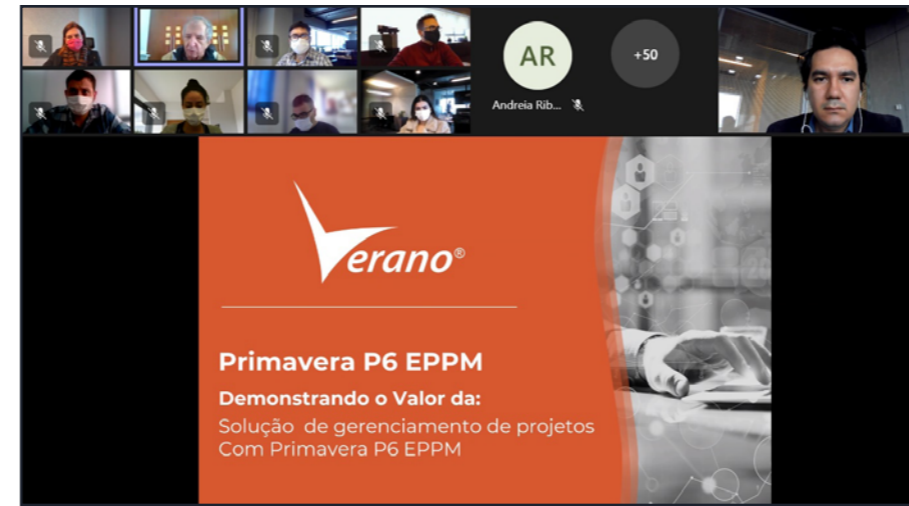 AR
+50
Andreia Rib...
Verano®
Primavera P6 EPPM
Demonstrando o Valor da:
Solução de gerenciamento de projetos
Com Primavera P6 EPPM